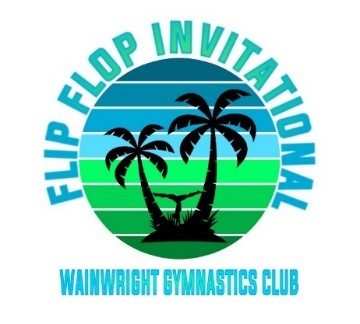 FLIP FLOP INVITATIONAL
WAINWRIGHT GYMNASTICS CLUB